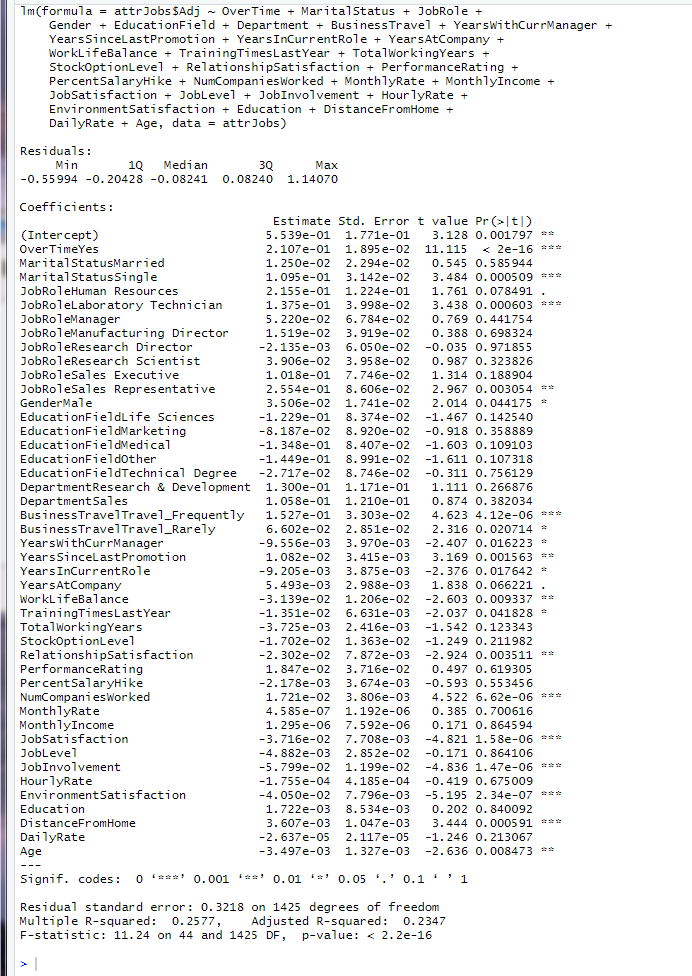 lm(formula = attrJobs$Adj ~ OverTime + MaritalStatus + JobRole +
    Gender + EducationField + Department + BusinessTravel + YearsWithCurrManager +
    YearsSinceLastPromotion + YearsInCurrentRole + YearsAtCompany +
    WorkLifeBalance + TrainingTimesLastYear + TotalWorkingYears +
    StockOptionLevel + RelationshipSatisfaction + PerformanceRating +
    PercentSalaryHike + NumCompaniesWorked + MonthlyRate + MonthlyIncome +
    JobSatisfaction + JobLevel + JobInvolvement + HourlyRate +
    EnvironmentSatisfaction + Education + DistanceFromHome +
    DailyRate + Age, data = attrJobs)
Residuals:
     Min       1Q   Median       3Q      Max
-0.55994 -0.20428 -0.08241  0.08240  1.14070
Coefficients:
                                   Estimate Std. Error t value Pr(>|t|)
(Intercept)                       5.539e-01  1.771e-01   3.128 0.001797 **
OverTimeYes                       2.107e-01  1.895e-02  11.115  < 2e-16 ***
MaritalStatusMarried              1.250e-02  2.294e-02   0.545 0.585944
MaritalStatusSingle               1.095e-01  3.142e-02   3.484 0.000509 ***
JobRoleHuman Resources            2.155e-01  1.224e-01   1.761 0.078491 .
JobRoleLaboratory Technician      1.375e-01  3.998e-02   3.438 0.000603 ***
JobRoleManager                    5.220e-02  6.784e-02   0.769 0.441754
JobRoleManufacturing Director     1.519e-02  3.919e-02   0.388 0.698324
JobRoleResearch Director         -2.135e-03  6.050e-02  -0.035 0.971855
JobRoleResearch Scientist         3.906e-02  3.958e-02   0.987 0.323826
JobRoleSales Executive            1.018e-01  7.746e-02   1.314 0.188904
JobRoleSales Representative       2.554e-01  8.606e-02   2.967 0.003054 **
GenderMale                        3.506e-02  1.741e-02   2.014 0.044175 *
EducationFieldLife Sciences      -1.229e-01  8.374e-02  -1.467 0.142540
EducationFieldMarketing          -8.187e-02  8.920e-02  -0.918 0.358889
EducationFieldMedical            -1.348e-01  8.407e-02  -1.603 0.109103
EducationFieldOther              -1.449e-01  8.991e-02  -1.611 0.107318
EducationFieldTechnical Degree   -2.717e-02  8.746e-02  -0.311 0.756129
DepartmentResearch & Development  1.300e-01  1.171e-01   1.111 0.266876
DepartmentSales                   1.058e-01  1.210e-01   0.874 0.382034
BusinessTravelTravel_Frequently   1.527e-01  3.303e-02   4.623 4.12e-06 ***
BusinessTravelTravel_Rarely       6.602e-02  2.851e-02   2.316 0.020714 *
YearsWithCurrManager             -9.556e-03  3.970e-03  -2.407 0.016223 *
YearsSinceLastPromotion           1.082e-02  3.415e-03   3.169 0.001563 **
YearsInCurrentRole               -9.205e-03  3.875e-03  -2.376 0.017642 *
YearsAtCompany                    5.493e-03  2.988e-03   1.838 0.066221 .
WorkLifeBalance                  -3.139e-02  1.206e-02  -2.603 0.009337 **
TrainingTimesLastYear            -1.351e-02  6.631e-03  -2.037 0.041828 *
TotalWorkingYears                -3.725e-03  2.416e-03  -1.542 0.123343
StockOptionLevel                 -1.702e-02  1.363e-02  -1.249 0.211982
RelationshipSatisfaction         -2.302e-02  7.872e-03  -2.924 0.003511 **
PerformanceRating                 1.847e-02  3.716e-02   0.497 0.619305
PercentSalaryHike                -2.178e-03  3.674e-03  -0.593 0.553456
NumCompaniesWorked                1.721e-02  3.806e-03   4.522 6.62e-06 ***
MonthlyRate                       4.585e-07  1.192e-06   0.385 0.700616
MonthlyIncome                     1.295e-06  7.592e-06   0.171 0.864594
JobSatisfaction                  -3.716e-02  7.708e-03  -4.821 1.58e-06 ***
JobLevel                         -4.882e-03  2.852e-02  -0.171 0.864106
JobInvolvement                   -5.799e-02  1.199e-02  -4.836 1.47e-06 ***
HourlyRate                       -1.755e-04  4.185e-04  -0.419 0.675009
EnvironmentSatisfaction          -4.050e-02  7.796e-03  -5.195 2.34e-07 ***
Education                         1.722e-03  8.534e-03   0.202 0.840092
DistanceFromHome                  3.607e-03  1.047e-03   3.444 0.000591 ***
DailyRate                        -2.637e-05  2.117e-05  -1.246 0.213067
Age                              -3.497e-03  1.327e-03  -2.636 0.008473 **
---
Signif. codes:  0 ‘***’ 0.001 ‘**’ 0.01 ‘*’ 0.05 ‘.’ 0.1 ‘ ’ 1
Residual standard error: 0.3218 on 1425 degrees of freedom
Multiple R-squared:  0.2577,    Adjusted R-squared:  0.2347
F-statistic: 11.24 on 44 and 1425 DF,  p-value: < 2.2e-16
>